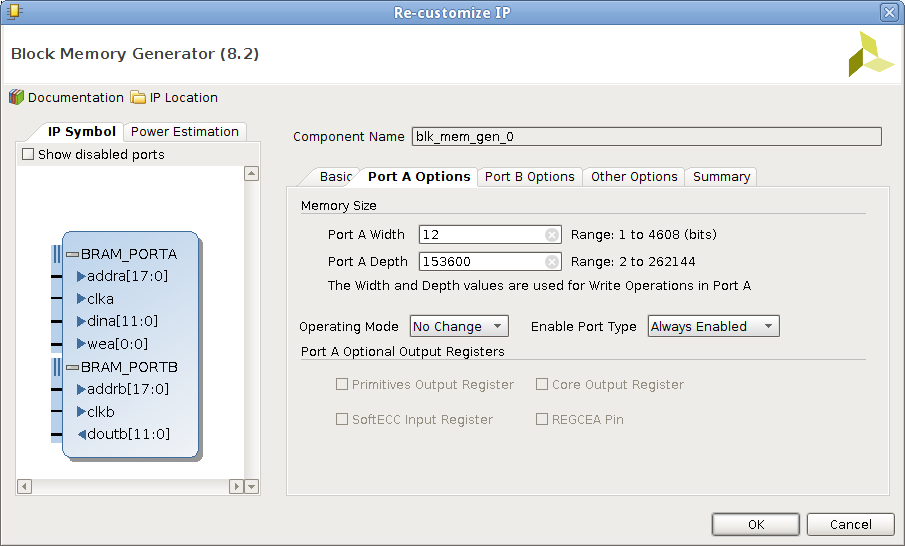 Re-customize IP
Block Memory Generator (8.2)
Documentation IP Location
IP Symbol Power Estimation
Show disabled ports
BRAM_PORTA
addra[17:0]
clka
dina[11:0]
wea[0:0]
BRAM_PORTB
addrb[17:0]
clkb
doutb[11:0]
Component Name blk_mem_gen_0
Basic Port A Options Port B Options Other Options Summary
Memory Size
Port A Width 12 Range: 1 to 4608 (bits)
Port A Depth 153600 Range: 2 to 262144
The Width and Depth values are used for Write Operations in Port A
Operating Mode No Change Enable Port Type Always Enabled
Port A Optional Output Registers
Primitives Output Register Core Output Register
SoftECC Input Register REGCEA Pin
OK Cancel